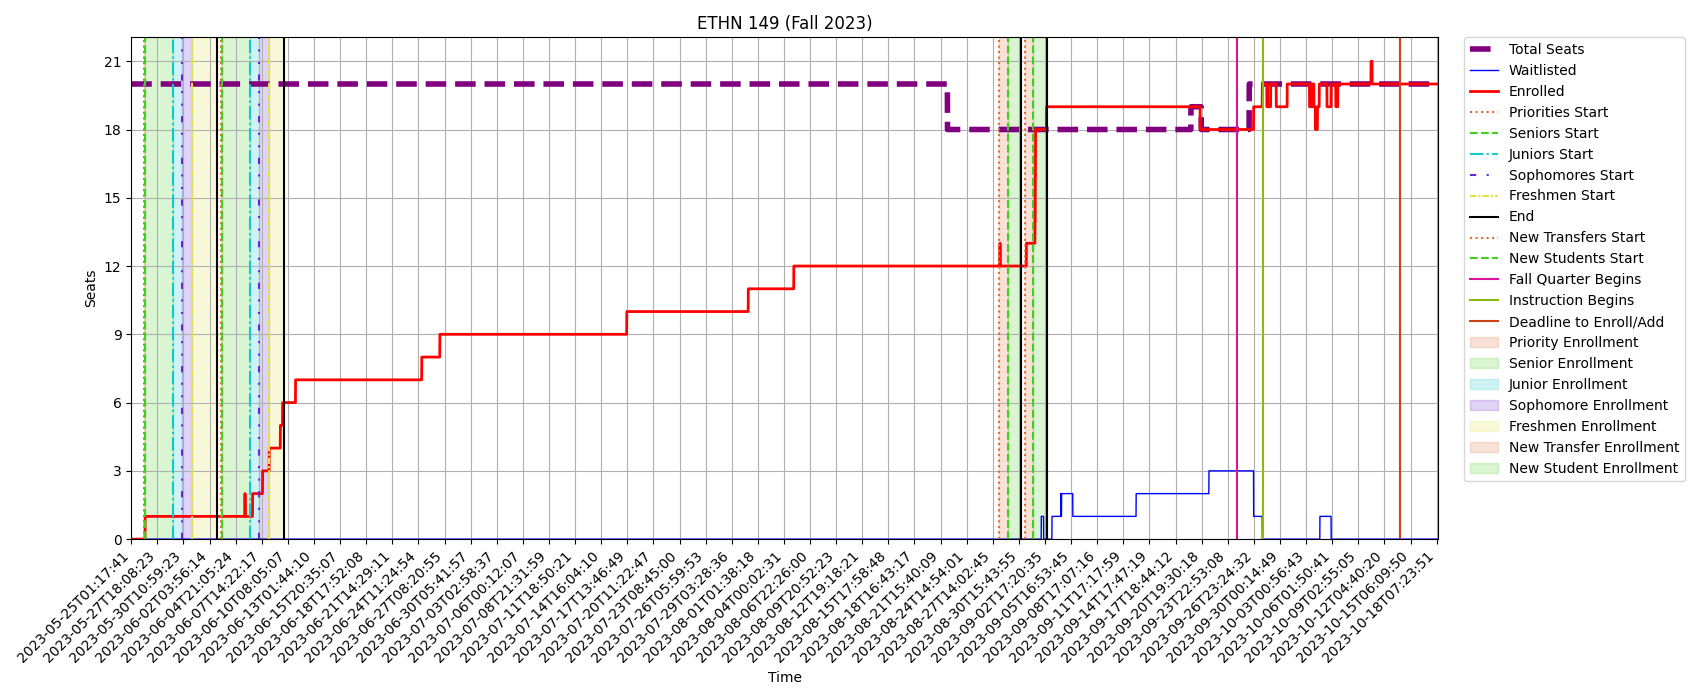 ETHN 149 (Fall 2023)
Seats
21
18
15
12
9
6
3
0
2023-05-25T01:17:41
2023-05-27T18:08:23
2023-05-30T10:59:23
2023-06-02T03:56:14
2023-06-04T21:05:24
2023-06-07T14:22:17
2023-06-10T08:05:07
2023-06-13T01:44:10
2023-06-15T20:35:07
2023-06-18T17:52:08
2023-06-21T14:29:11
2023-06-24T11:24:54
2023-06-27T08:20:55
2023-06-30T05:41:57
2023-07-03T02:58:37
2023-07-06T00:12:07
2023-07-08T21:31:59
2023-07-11T18:50:21
2023-07-14T16:04:10
2023-07-17T13:46:49
2023-07-20T11:22:47
2023-07-23T08:45:00
2023-07-26T05:59:53
2023-07-29T03:28:36
2023-08-01T01:38:18
2023-08-04T00:02:31
2023-08-06T22:26:00
2023-08-09T20:52:23
2023-08-12T19:18:21
2023-08-15T17:58:48
2023-08-18T16:43:17
2023-08-21T15:40:09
2023-08-24T14:54:01
2023-08-27T14:02:45
2023-08-30T15:43:55
2023-09-02T17:20:35
2023-09-05T16:53:45
2023-09-08T17:07:16
2023-09-11T17:17:59
2023-09-14T17:47:19
2023-09-17T18:44:12
2023-09-20T19:30:18
2023-09-23T22:53:08
2023-09-26T23:24:32
2023-09-30T00:14:49
2023-10-03T00:56:43
2023-10-06T01:50:41
2023-10-09T02:55:05
2023-10-12T04:40:20
2023-10-15T06:09:50
2023-10-18T07:23:51
Time
Total Seats
Waitlisted
Enrolled
Priorities Start
Seniors Start
Juniors Start
Sophomores Start
Freshmen Start
End
New Transfers Start
New Students Start
Fall Quarter Begins
Instruction Begins
Deadline to Enroll/Add
Priority Enrollment
Senior Enrollment
Junior Enrollment
Sophomore Enrollment
Freshmen Enrollment
New Transfer Enrollment
New Student Enrollment